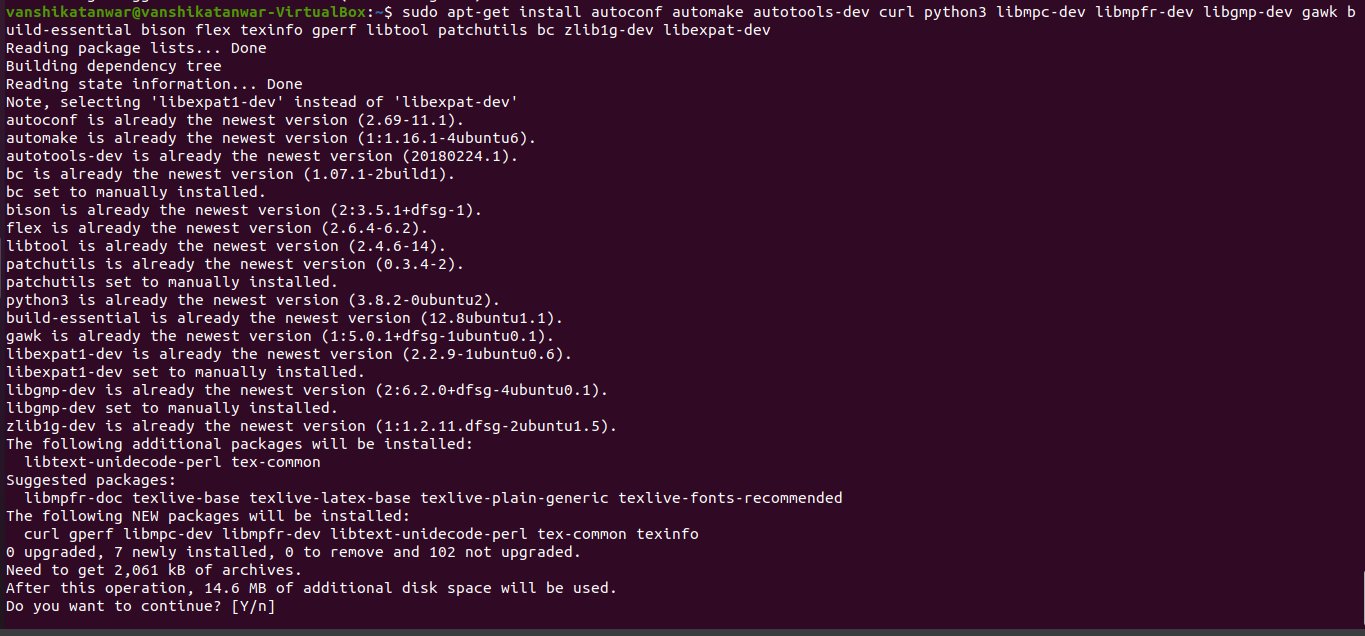 vanshikatanwar@vanshikatanwar-VirtualBox:~$ sudo apt-get install autoconf automake autotools-dev curl python3 libmpc-dev libmpfr-dev libgmp-dev gawk b
uild-essential bison flex texinfo gperf libtool patchutils bc zlib1g-dev libexpat-dev
Reading package lists... Done
Building dependency tree
Reading state information... Done
Note, selecting 'libexpat1-dev' instead of 'libexpat-dev'
autoconf is already the newest version (2.69-11.1).
automake is already the newest version (1:1.16.1-4ubuntu6).
autotools-dev is already the newest version (20180224.1).
bc is already the newest version (1.07.1-2build1).
bc set to manually installed.
bison is already the newest version (2:3.5.1+dfsg-1).
flex is already the newest version (2.6.4-6.2).
libtool is already the newest version (2.4.6-14).
patchutils is already the newest version (0.3.4-2).
patchutils set to manually installed.
python3 is already the newest version (3.8.2-0ubuntu2).
build-essential is already the newest version (12.8ubuntu1.1).
gawk is already the newest version (1:5.0.1+dfsg-1ubuntu0.1).
libexpat1-dev is already the newest version (2.2.9-1ubuntu0.6).
libexpat1-dev set to manually installed.
libgmp-dev is already the newest version (2:6.2.0+dfsg-4ubuntu0.1).
libgmp-dev set to manually installed.
zlib1g-dev is already the newest version (1:1.2.11.dfsg-2ubuntu1.5).
The following additional packages will be installed:
  libtext-unidecode-perl tex-common
Suggested packages:
  libmpfr-doc texlive-base texlive-latex-base texlive-plain-generic texlive-fonts-recommended
The following NEW packages will be installed:
  curl gperf libmpc-dev libmpfr-dev libtext-unidecode-perl tex-common texinfo
0 upgraded, 7 newly installed, 0 to remove and 102 not upgraded.
Need to get 2,061 kB of archives.
After this operation, 14.6 MB of additional disk space will be used.
Do you want to continue? [Y/n]